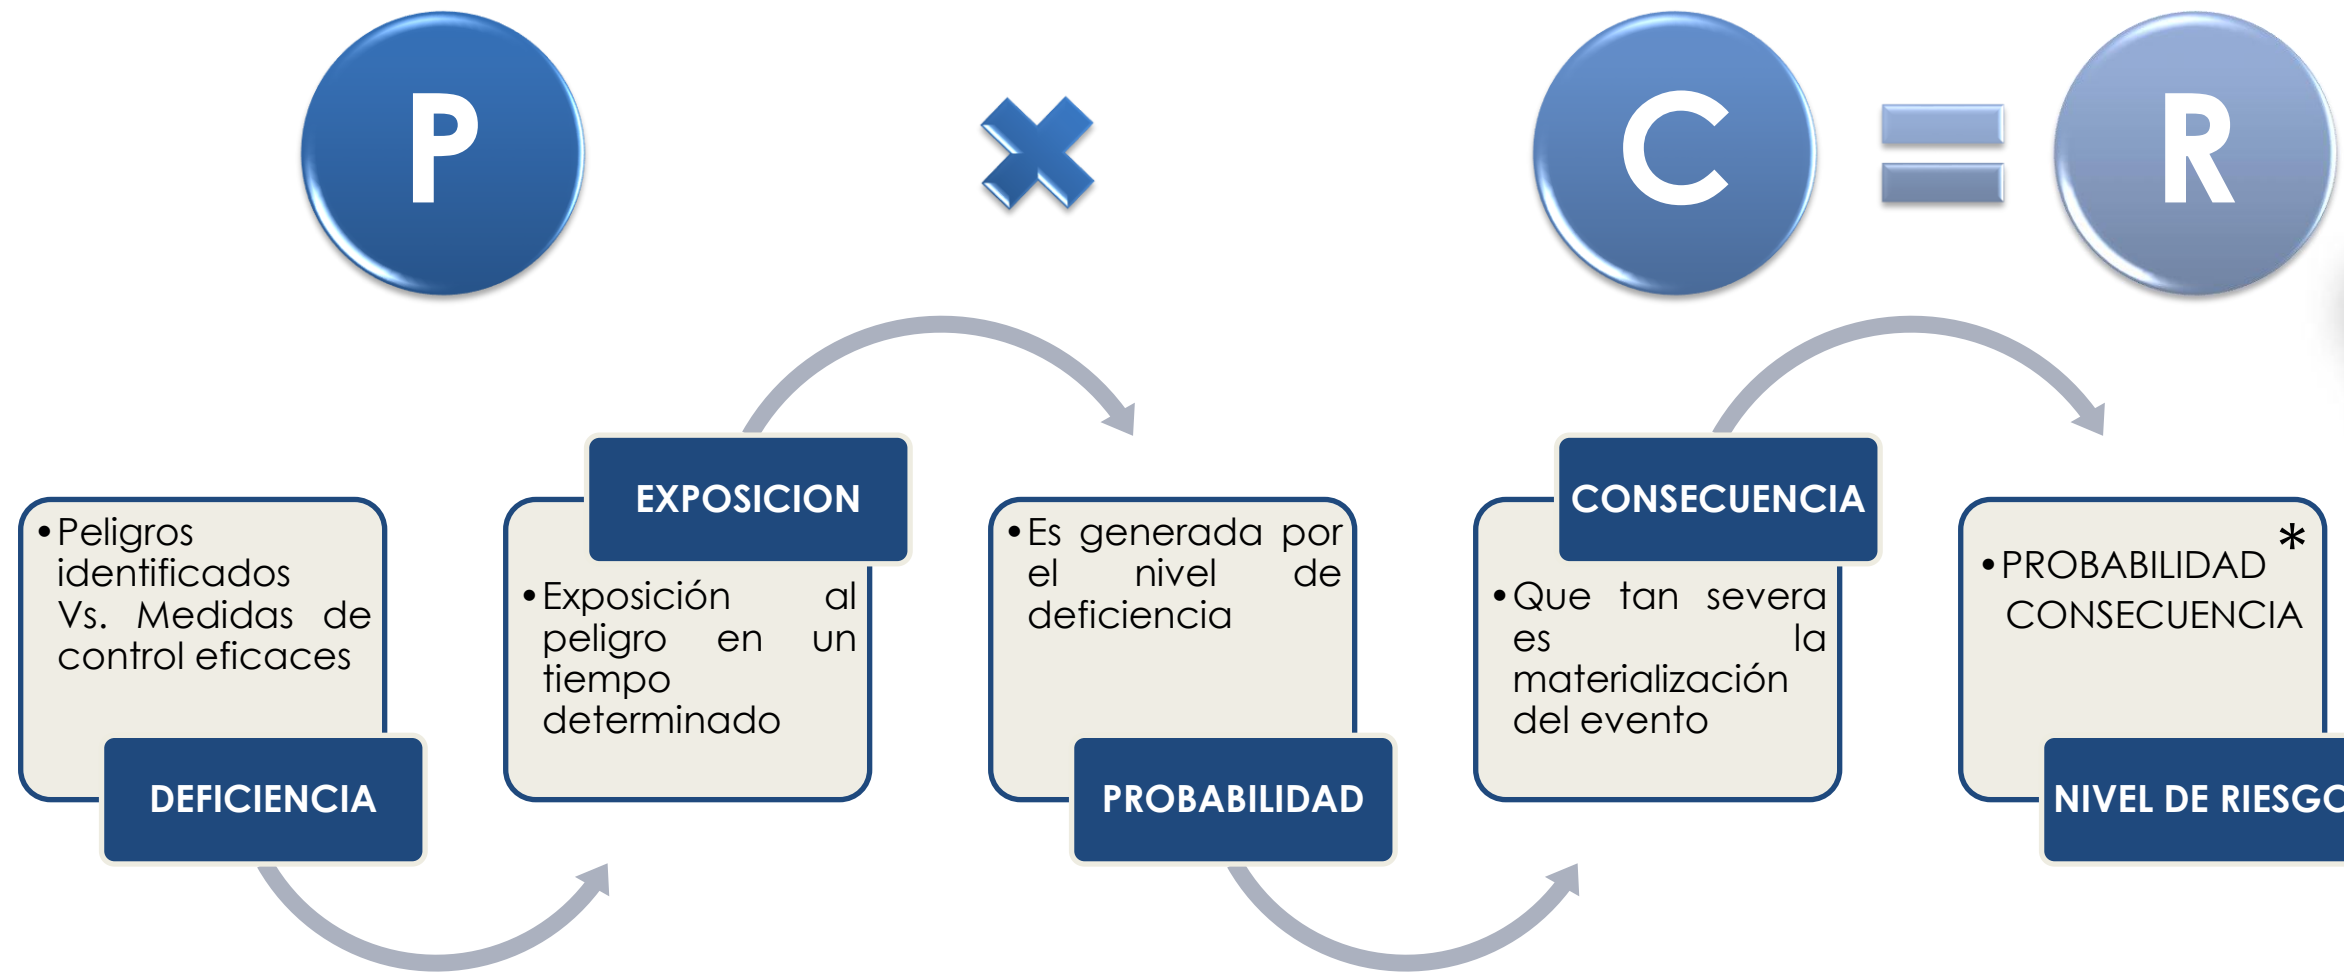 P
C
R
•Peligros
identificados
Vs. Medidas de
control eficaces
DEFICIENCIA
EXPOSICION
•Exposición al
peligro en un
tiempo
determinado
•Es generada por
el nivel de
deficiencia
PROBABILIDAD
CONSECUENCIA
•Que tan severa
es la
materialización
del evento
•PROBABILIDAD *
CONSECUENCIA
NIVEL DE RIESGO